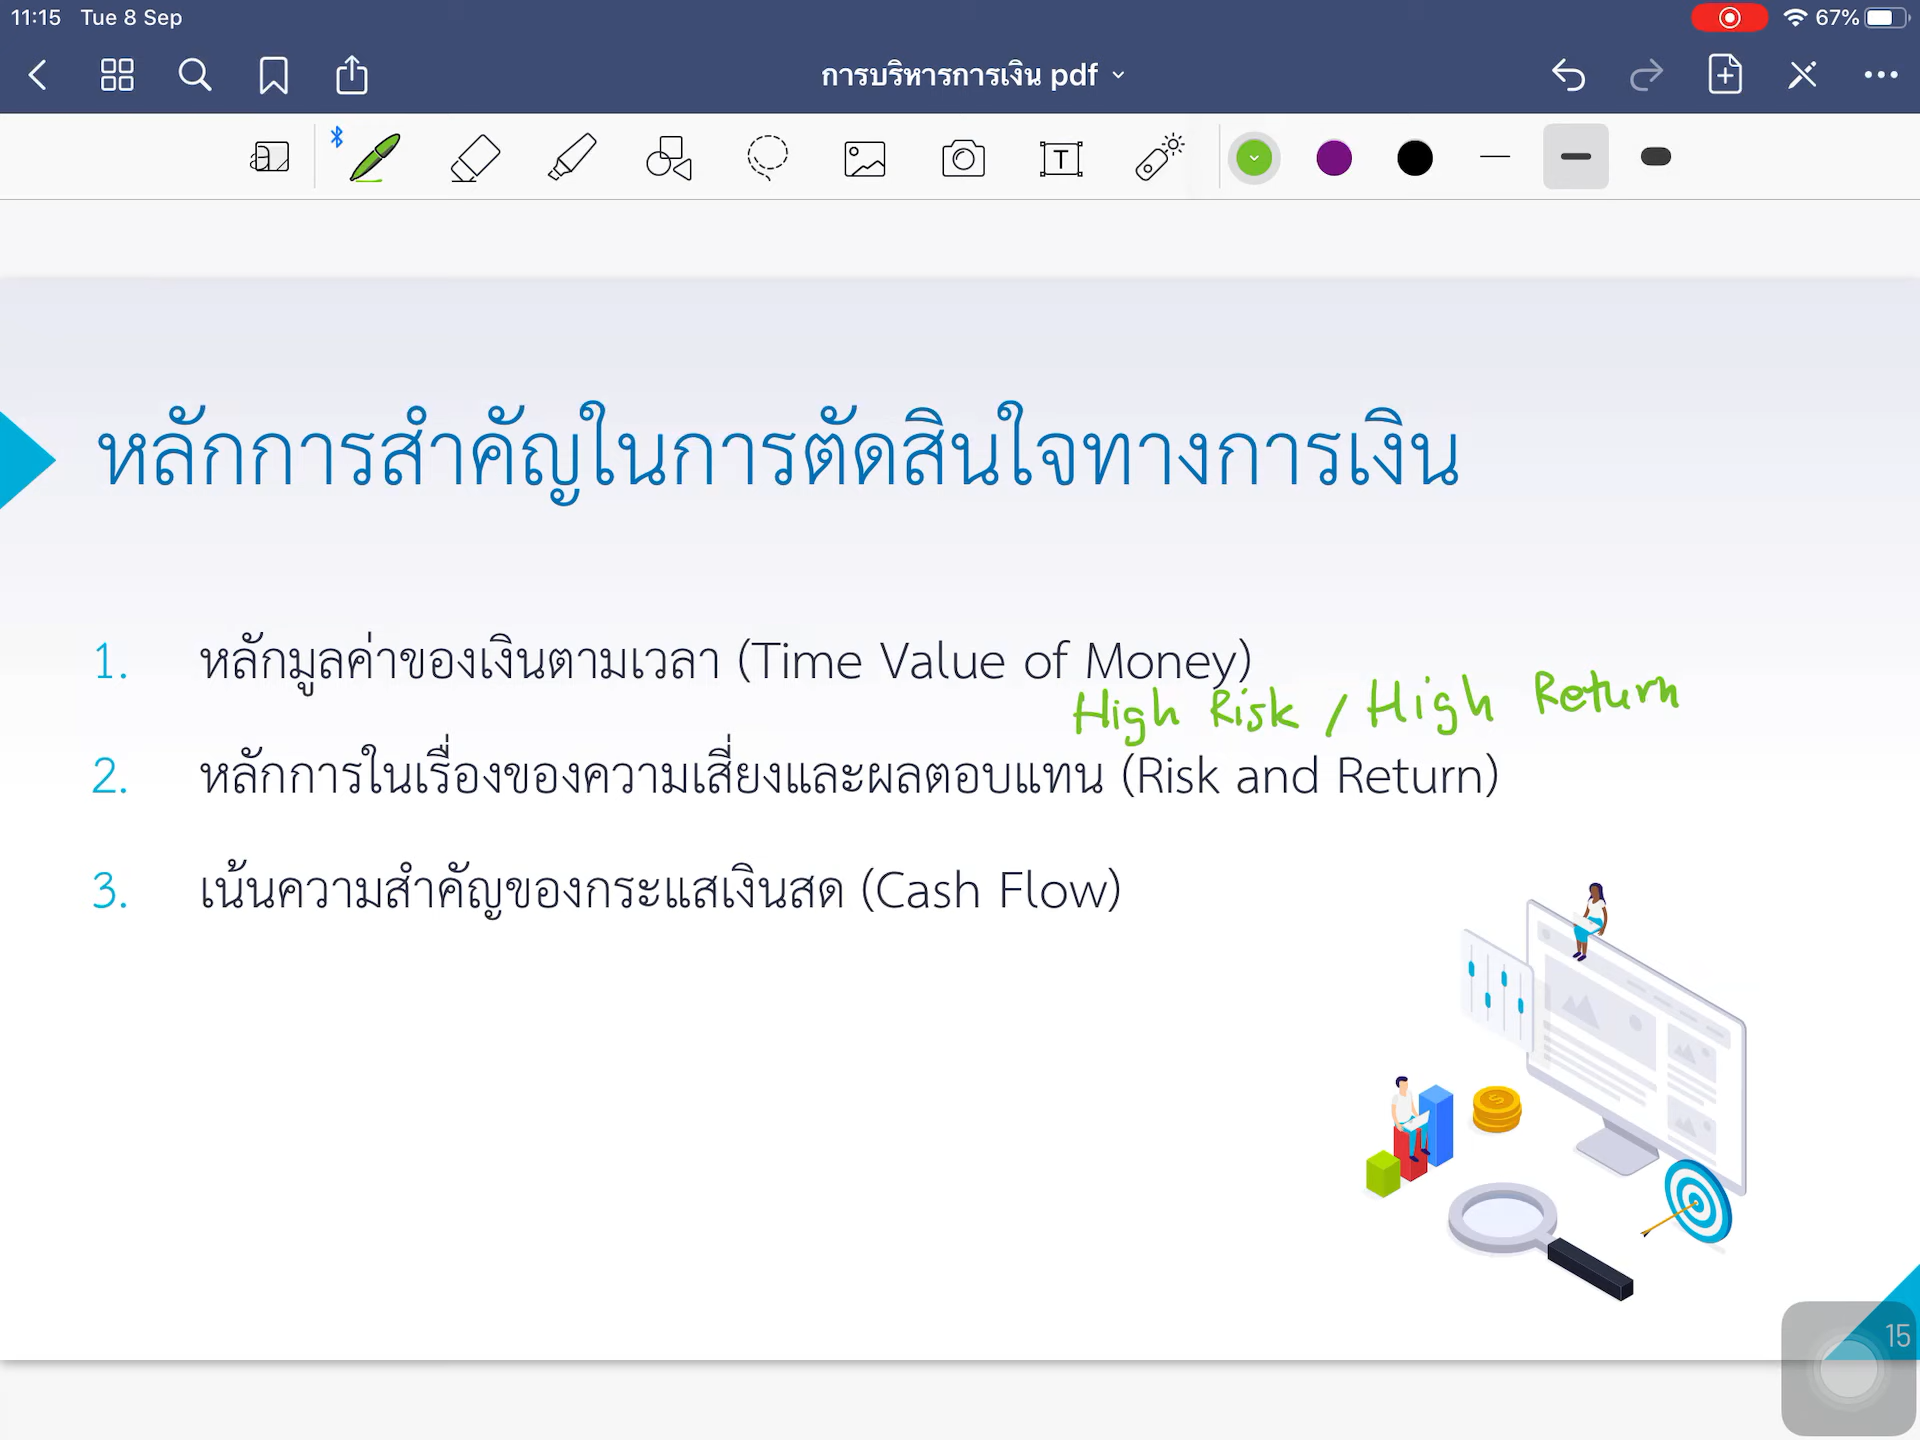 11:15 Tue 8 Sep
67%
การบริหารการเงิน pdf
หลักการสำคัญในการตัดสินใจทางการเงิน
1. หลักมูลค่าของเงินตามเวลา (Time Value of Money)
High Risk / High Return
2. หลักการในเรื่องของความเสี่ยงและผลตอบแทน (Risk and Return)
3. เน้นความสำคัญของกระแสเงินสด (Cash Flow)
15